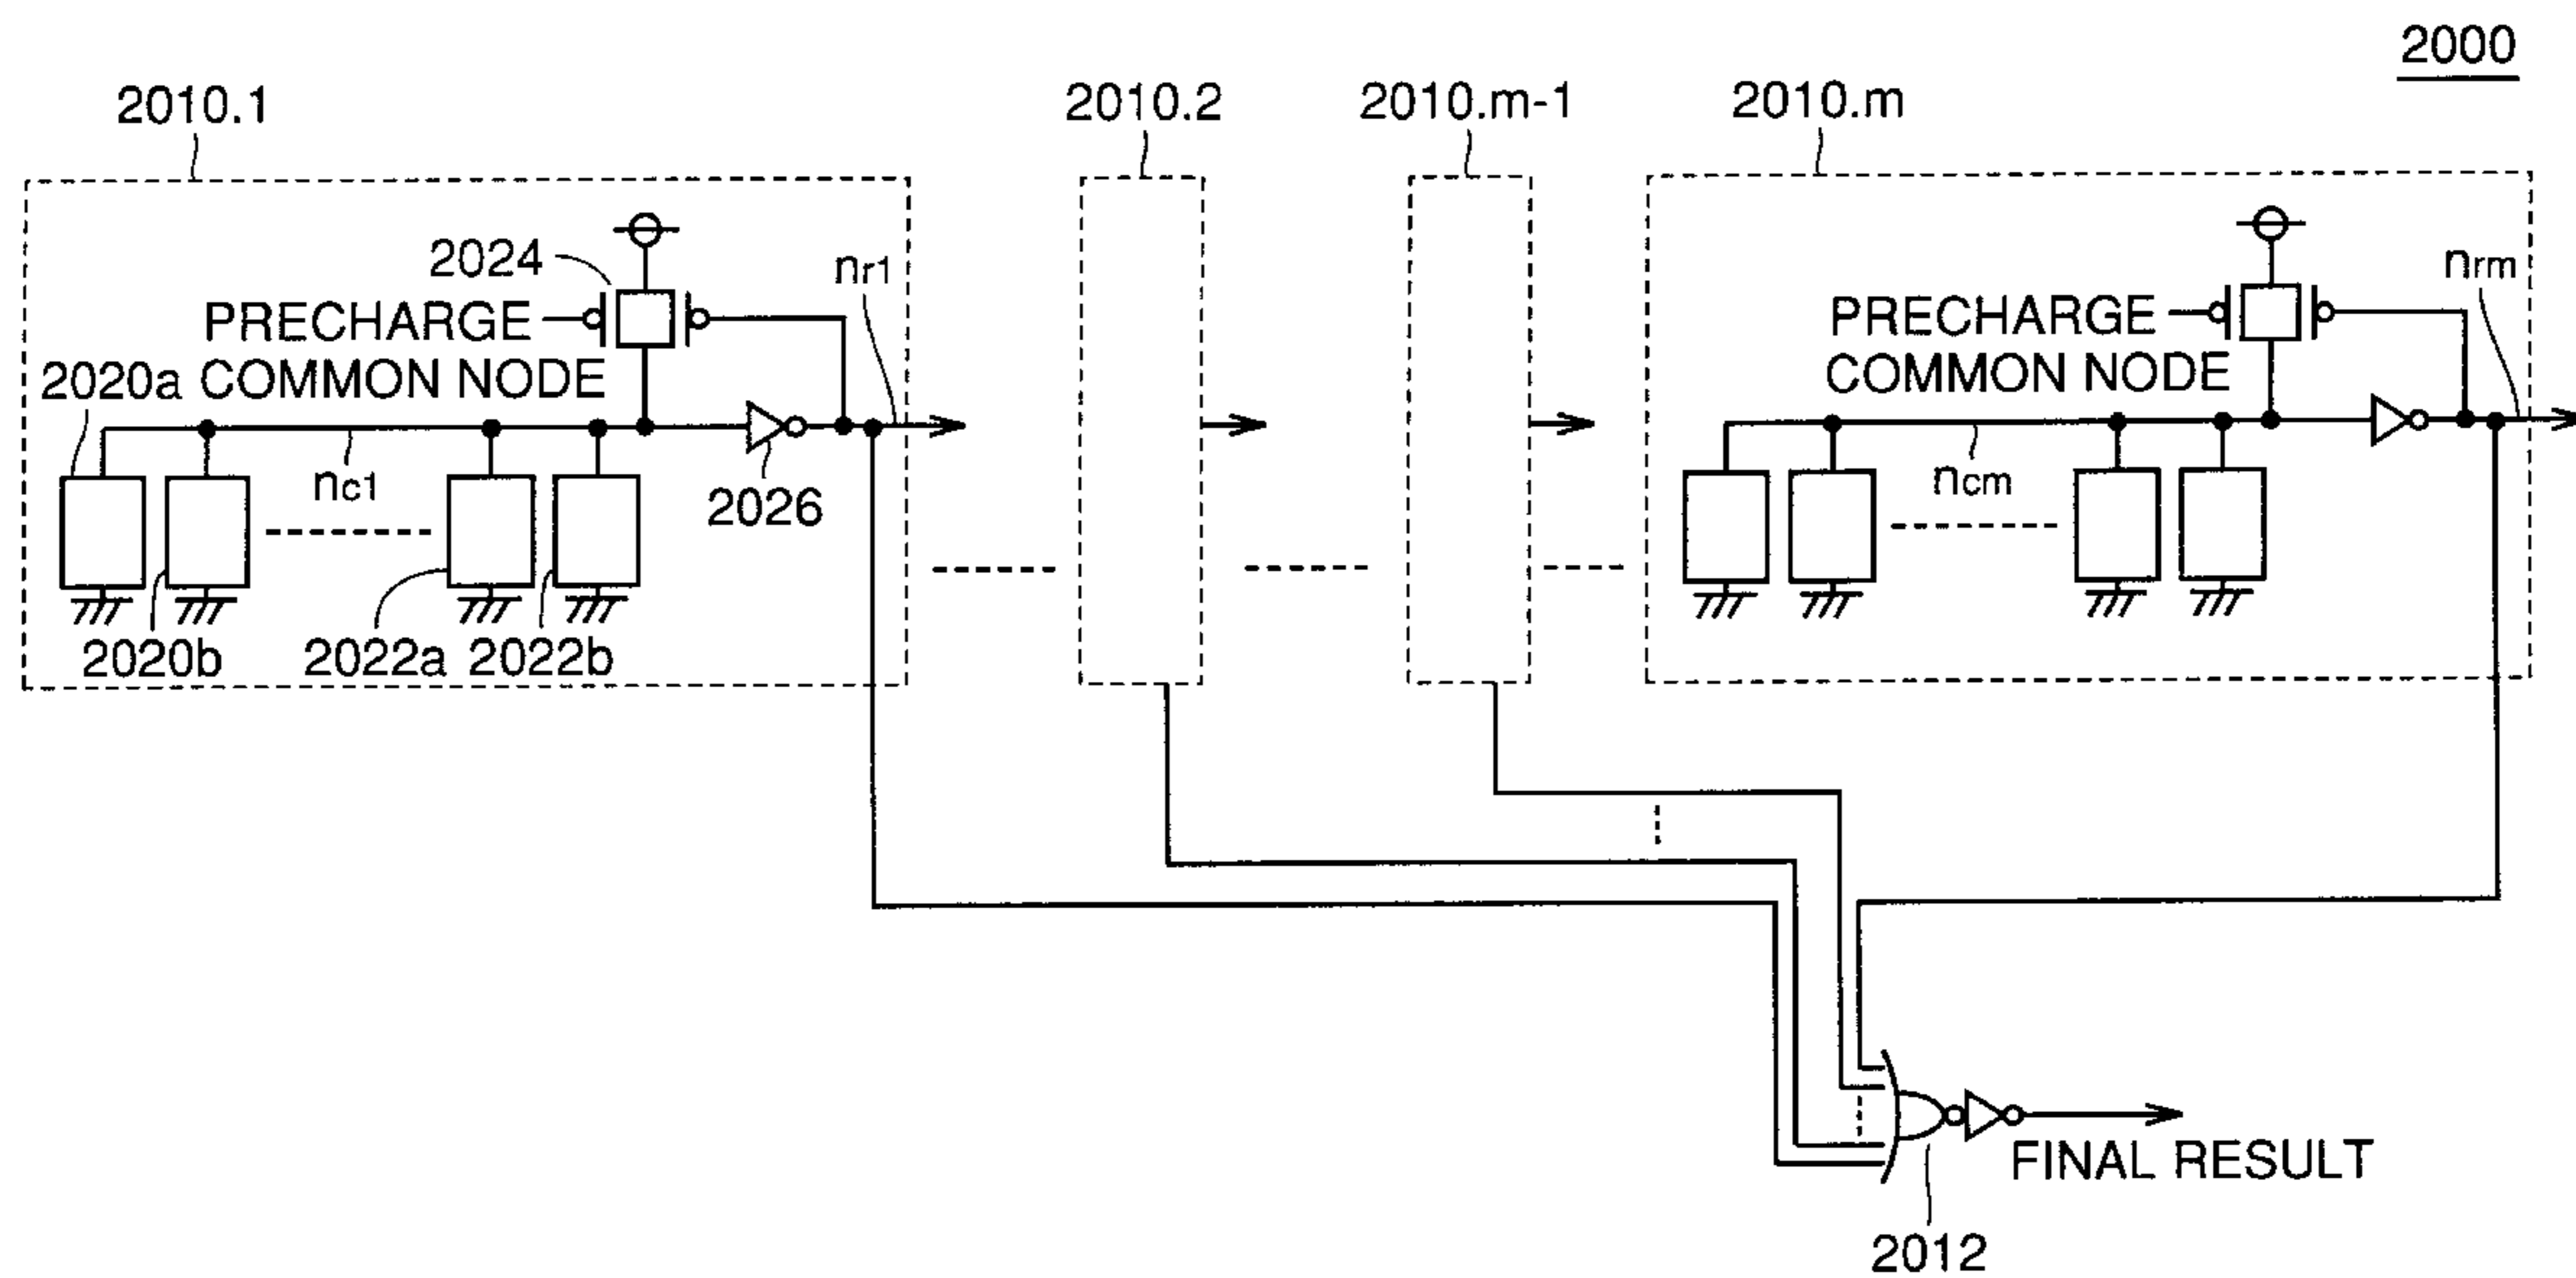 2000
2010.1
2010.2
2010.m-1
2010.m
2024
nr1
PRECHARGE
2020a COMMON NODE
nc1
2026
2020b
2022a
2022b
nrm
PRECHARGE
COMMON NODE
ncm
FINAL RESULT
2012